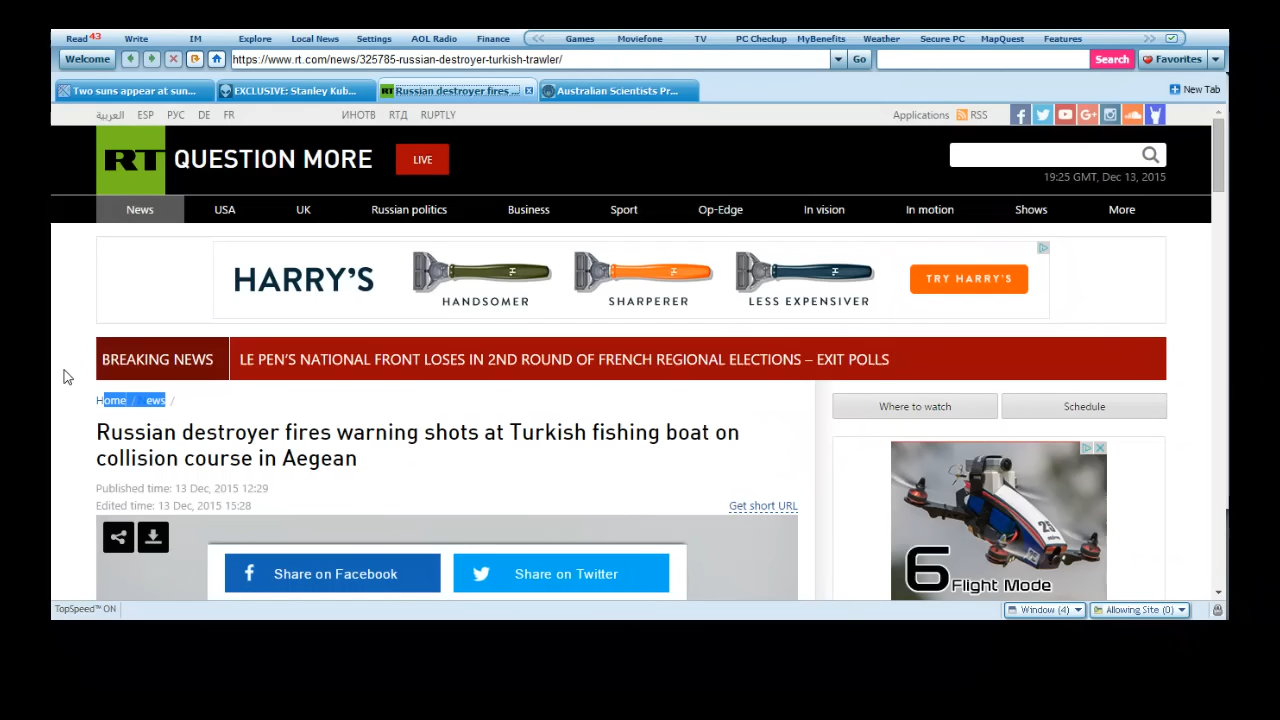 Read 43 Write IM Explore Local News Settings AOL Radio Finance Games Moviefone TV PC Checkup MyBenefits Weather Secure PC MapQuest Features
Welcome https://www.rt.com/news/325785-russian-destroyer-turkish-trawler/ Go Search Favorites
Two suns appear at sun... EXCLUSIVE: Stanley Kub... RT Russian destroyer fires ... Australian Scientists Pr... New Tab
العربية ESP РУС DE FR ИНОТВ РТД RUPTLY Applications RSS
RT QUESTION MORE LIVE
19:25 GMT, Dec 13, 2015
News USA UK Russian politics Business Sport Op-Edge In vision In motion Shows More
HARRY'S
HANDSOMER SHARPERER LESS EXPENSIVER
TRY HARRY'S
BREAKING NEWS LE PEN'S NATIONAL FRONT LOSES IN 2ND ROUND OF FRENCH REGIONAL ELECTIONS – EXIT POLLS
Home / News /
Where to watch Schedule
Russian destroyer fires warning shots at Turkish fishing boat on
collision course in Aegean
Published time: 13 Dec, 2015 12:29
Edited time: 13 Dec, 2015 15:28
Get short URL
Share on Facebook Share on Twitter
25
6 Flight Mode
TopSpeed™ ON Window (4) Allowing Site (0)